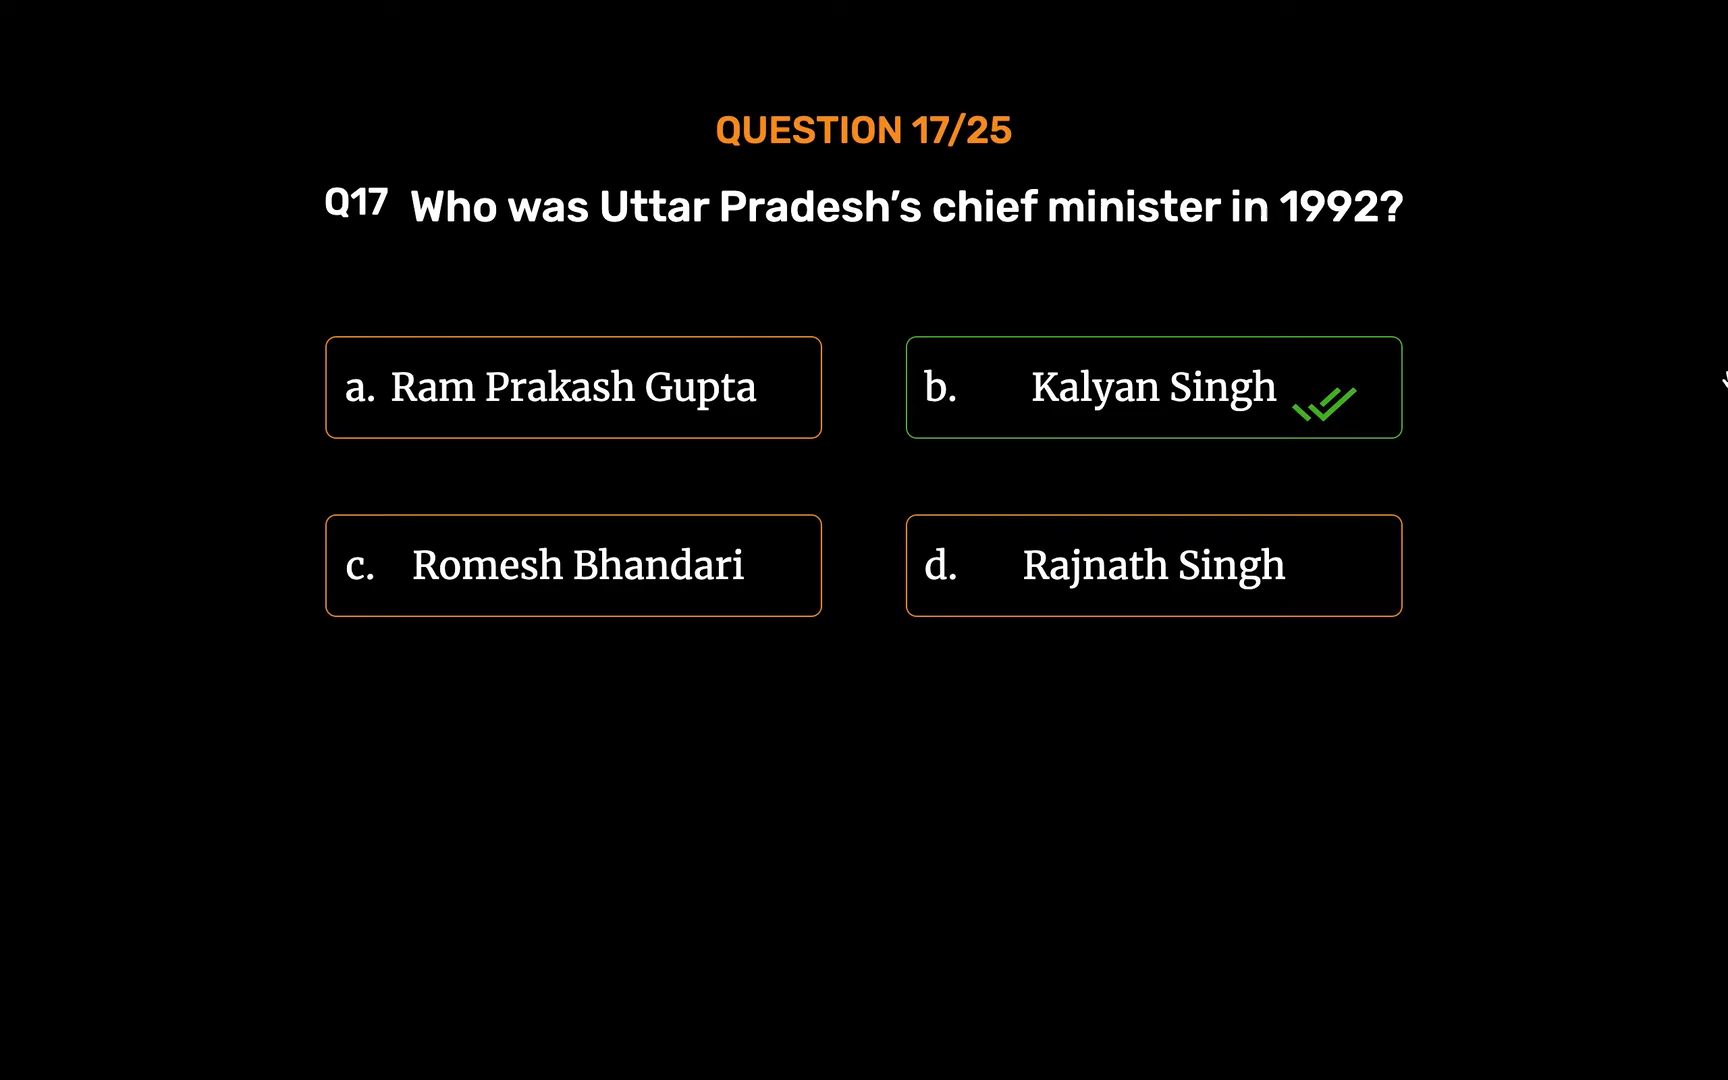 QUESTION 17/25
Q17 Who was Uttar Pradesh’s chief minister in 1992?
a. Ram Prakash Gupta
b. Kalyan Singh
c. Romesh Bhandari
d. Rajnath Singh